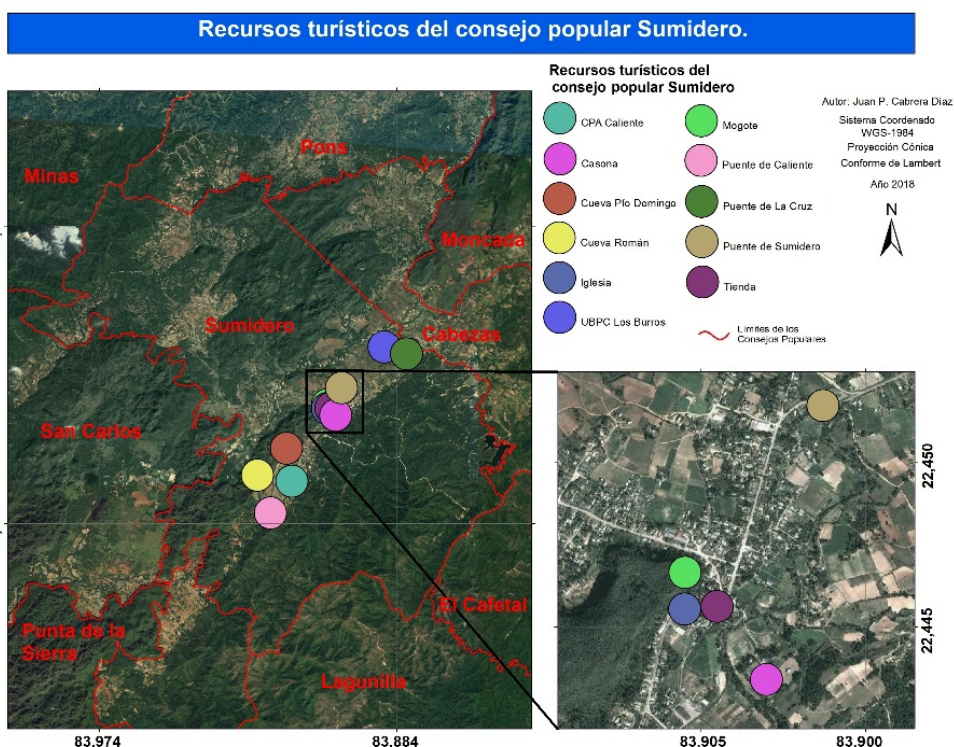 Recursos turísticos del consejo popular Sumidero.
Recursos turísticos del
consejo popular Sumidero
CPA Caliente
Casona
Cueva Pío Domingo
Cueva Román
Iglesia
UBPC Los Burros
Mogote
Puente de Caliente
Puente de La Cruz
Puente de Sumidero
Tienda
Límites de los
Consejos Populares
Autor: Juan P. Cabrera Díaz
Sistema Coordenado
WGS-1984
Proyección Cónica
Conforme de Lambert
Año 2018
N
Pons
Minas
Moncada
Sumidero
Cabezas
San Carlos
El Cafetal
Punta de la
Sierra
Lagunilla
22,450
22,445
83.974
83.884
83.905
83.900